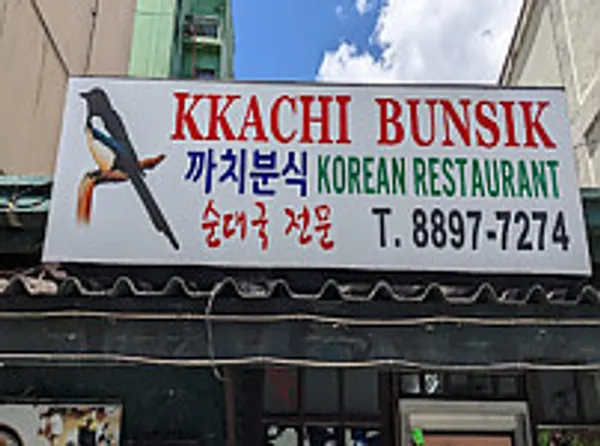 KKACHI BUNSIK
까치분식 KOREAN RESTAURANT
순대국 전문 T. 8897-7274